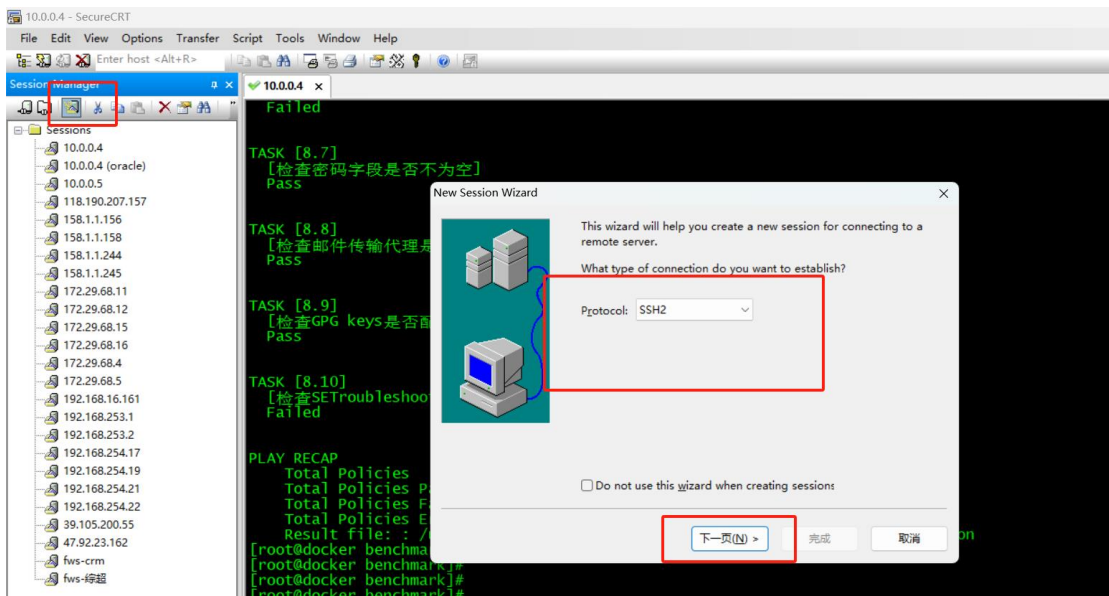 10.0.0.4 - SecureCRT
File Edit View Options Transfer Script Tools Window Help
Enter host <Alt+R>
Session Manager
10.0.0.4
Sessions
10.0.0.4
10.0.0.4 (oracle)
10.0.0.5
118.190.207.157
158.1.1.156
158.1.1.158
158.1.1.244
158.1.1.245
172.29.68.11
172.29.68.12
172.29.68.15
172.29.68.16
172.29.68.4
172.29.68.5
192.168.16.161
192.168.253.1
192.168.253.2
192.168.254.17
192.168.254.19
192.168.254.21
192.168.254.22
39.105.200.55
47.92.23.162
fws-crm
fws-综超
Failed
TASK [8.7]
[检查密码字段是否不为空]
Pass
TASK [8.8]
[检查邮件传输代理是
Pass
TASK [8.9]
[检查GPG keys是否配
Pass
TASK [8.10]
[检查SETroubleshoo
Failed
PLAY RECAP
Total Policies
Total Policies P
Total Policies F
Total Policies E
Result file: : /
on
[root@docker benchma
[root@docker benchmark]#
[root@docker benchmark]#
New Session Wizard
This wizard will help you create a new session for connecting to a
remote server.
What type of connection do you want to establish?
Protocol: SSH2
Do not use this wizard when creating sessions
下一页(N) >
完成
取消